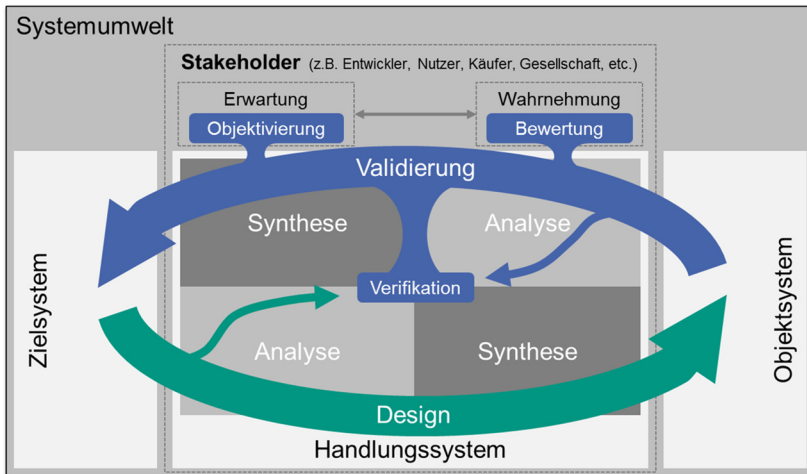 Systemumwelt
Stakeholder (z.B. Entwickler, Nutzer, Käufer, Gesellschaft, etc.)
Erwartung
Wahrnehmung
Objektivierung
Bewertung
Validierung
Synthese
Analyse
Zielsystem
Verifikation
Objektsystem
Analyse
Synthese
Design
Handlungssystem